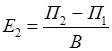 E₂ = (П₂ − П₁) / В